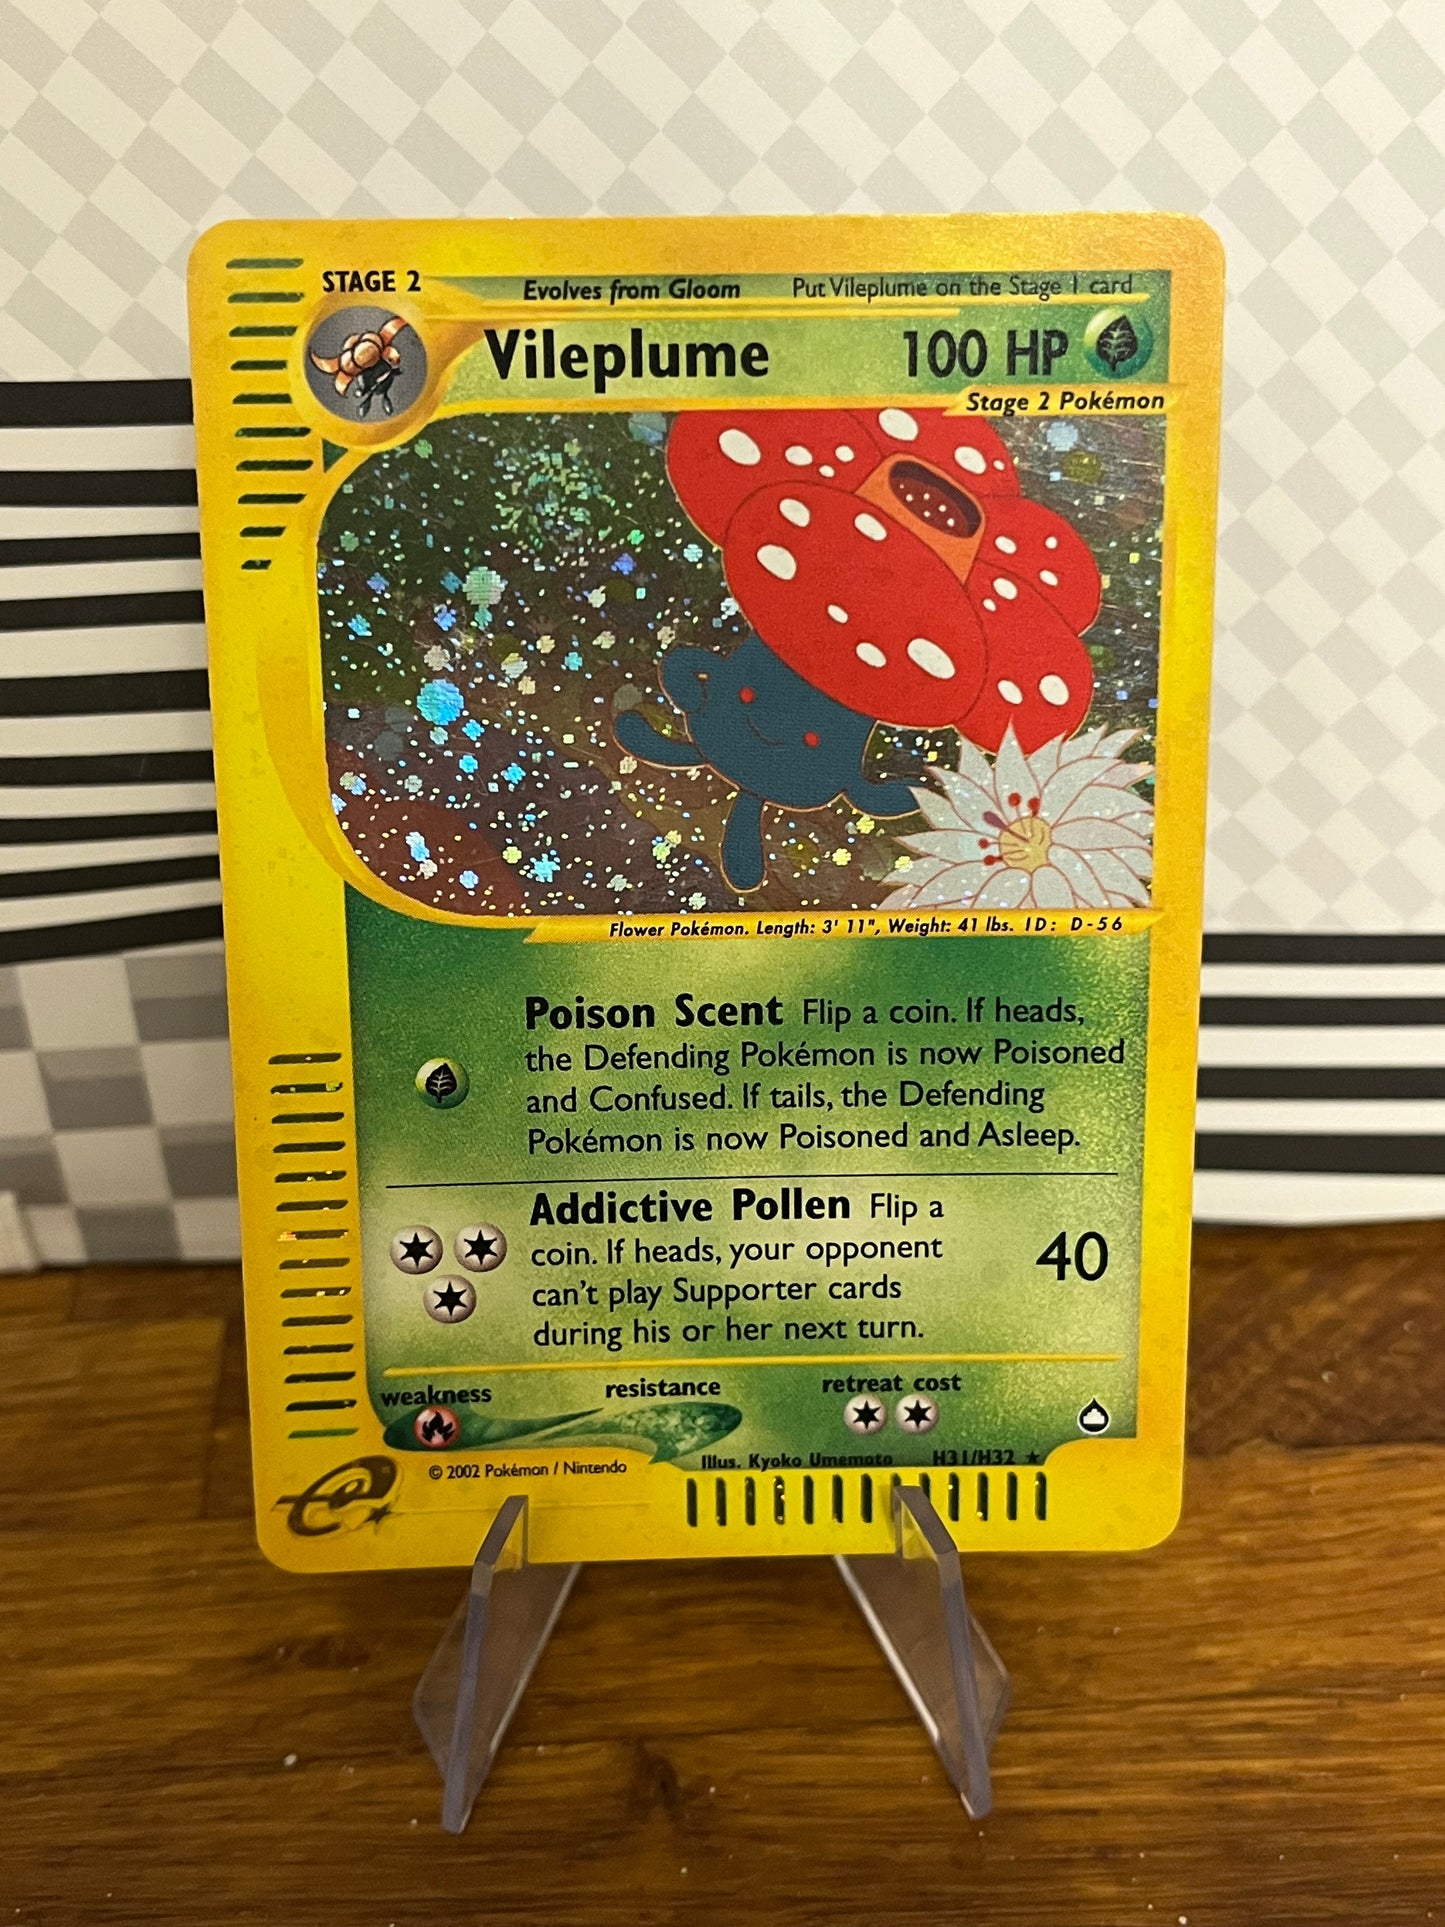 STAGE 2
Evolves from Gloom
Put Vileplume on the Stage 1 card
Vileplume
100 HP
Stage 2 Pokémon
Flower Pokémon. Length: 3' 11", Weight: 41 lbs. ID: D-56
Poison Scent Flip a coin. If heads,
the Defending Pokémon is now Poisoned
and Confused. If tails, the Defending
Pokémon is now Poisoned and Asleep.
Addictive Pollen Flip a
coin. If heads, your opponent
can't play Supporter cards
during his or her next turn.
40
weakness
resistance
retreat cost
© 2002 Pokémon / Nintendo
Illus. Kyoko Umemoto
H31/H32 ★
e